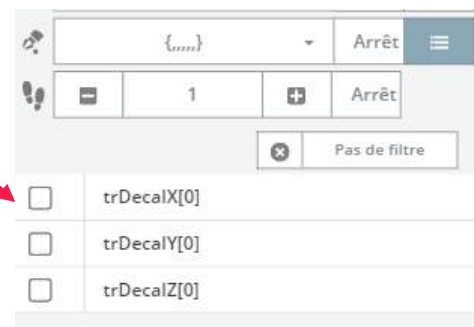 {,,,,,} Arrêt
1 Arrêt
Pas de filtre
trDecalX[0]
trDecalY[0]
trDecalZ[0]